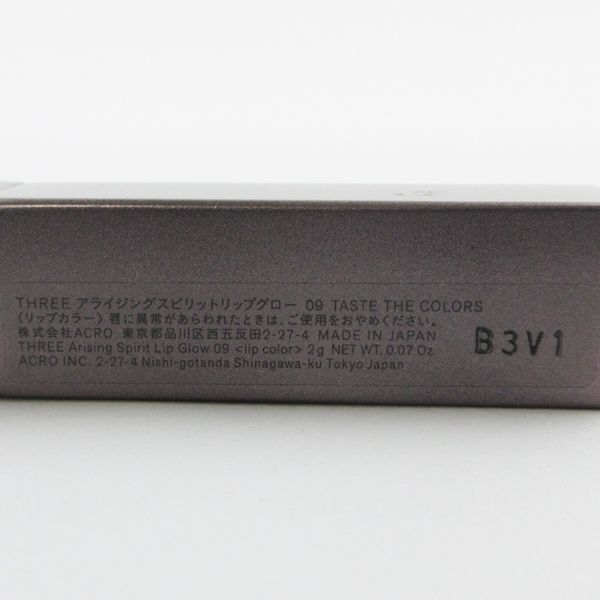 THREE アライジングスピリットリップグロー 09 TASTE THE COLORS
〈リップカラー〉 唇に異常があらわれたときは、ご使用をおやめください。
株式会社ACRO 東京都品川区西五反田2-27-4 MADE IN JAPAN
THREE Arising Spirit Lip Glow 09 <lip color> 2g NET WT. 0.07 Oz.
ACRO INC. 2-27-4 Nishi-gotanda Shinagawa-ku Tokyo Japan
B3V1